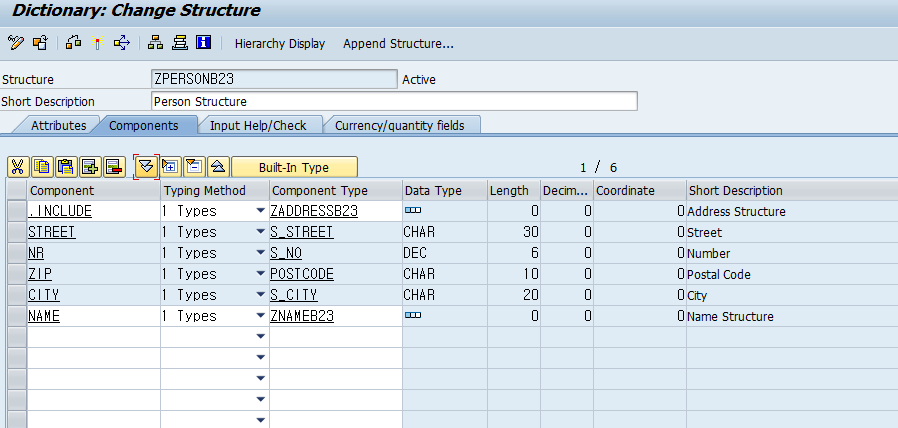 Dictionary: Change Structure
Hierarchy Display Append Structure...
Structure ZPERSONB23 Active
Short Description Person Structure
Attributes Components Input Help/Check Currency/quantity fields
Built-In Type 1 / 6
Component Typing Method Component Type Data Type Length Decim... Coordinate Short Description
.INCLUDE 1 Types ZADDRESSB23 0 0 0 Address Structure
STREET 1 Types S_STREET CHAR 30 0 0 Street
NR 1 Types S_NO DEC 6 0 0 Number
ZIP 1 Types POSTCODE CHAR 10 0 0 Postal Code
CITY 1 Types S_CITY CHAR 20 0 0 City
NAME 1 Types ZNAMEB23 0 0 0 Name Structure